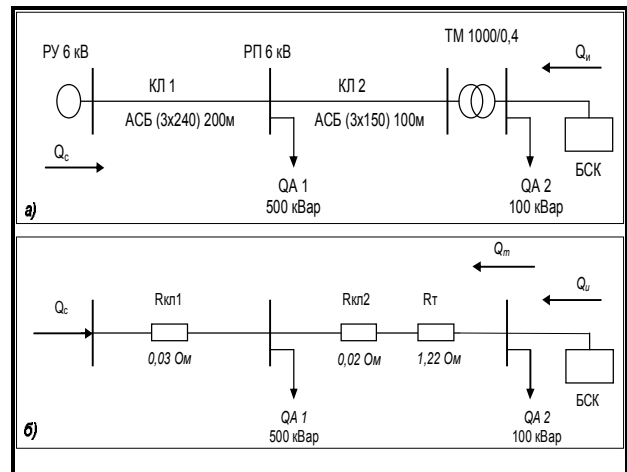 ТМ 1000/0,4
РУ 6 кВ
РП 6 кВ
Qи
КЛ 1
КЛ 2
АСБ (3х240) 200м
АСБ (3х150) 100м
Qс
БСК
QA 1
500 кВар
QA 2
100 кВар
а)
Qт
Qи
Qс
Rкл1
Rкл2
Rт
0,03 Ом
0,02 Ом
1,22 Ом
БСК
QA 1
500 кВар
QA 2
100 кВар
б)